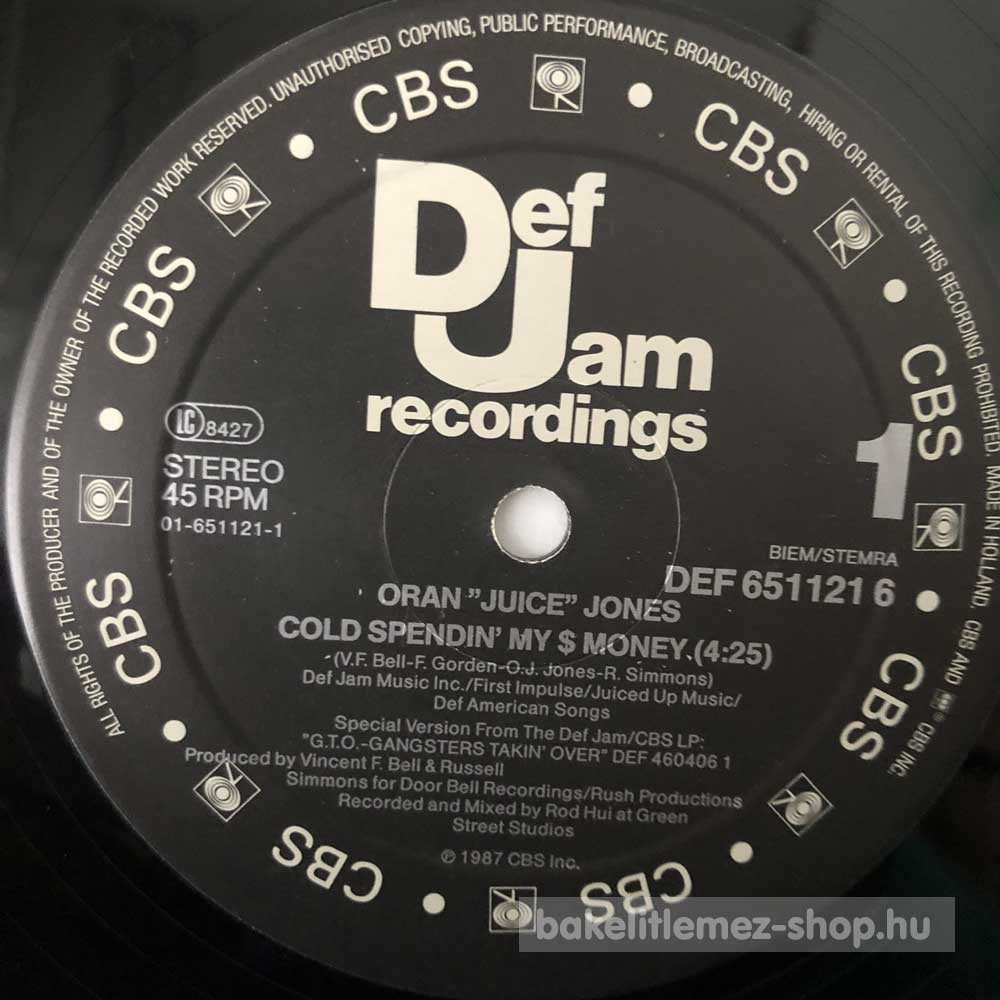 ALL RIGHTS OF THE PRODUCER AND OF THE OWNER OF THE RECORDED WORK RESERVED. UNAUTHORISED COPYING, PUBLIC PERFORMANCE, BROADCASTING, HIRING OR RENTAL OF THIS RECORDING PROHIBITED. MADE IN HOLLAND. CBS AND CBS INC.
CBS
CBS
CBS
CBS
CBS
CBS
CBS
CBS
Def
Jam
recordings
LC 8427
STEREO
45 RPM
01-651121-1
1
BIEM/STEMRA
DEF 651121 6
ORAN "JUICE" JONES
COLD SPENDIN' MY $ MONEY.(4:25)
(V.F. Bell-F. Gorden-O.J. Jones-R. Simmons)
Def Jam Music Inc./First Impulse/Juiced Up Music/
Def American Songs
Special Version From The Def Jam/CBS LP:
"G.T.O.-GANGSTERS TAKIN' OVER" DEF 460406 1
Produced by Vincent F. Bell & Russell
Simmons for Door Bell Recordings/Rush Productions
Recorded and Mixed by Rod Hui at Green
Street Studios
℗ 1987 CBS Inc.
bakelitlemez-shop.hu